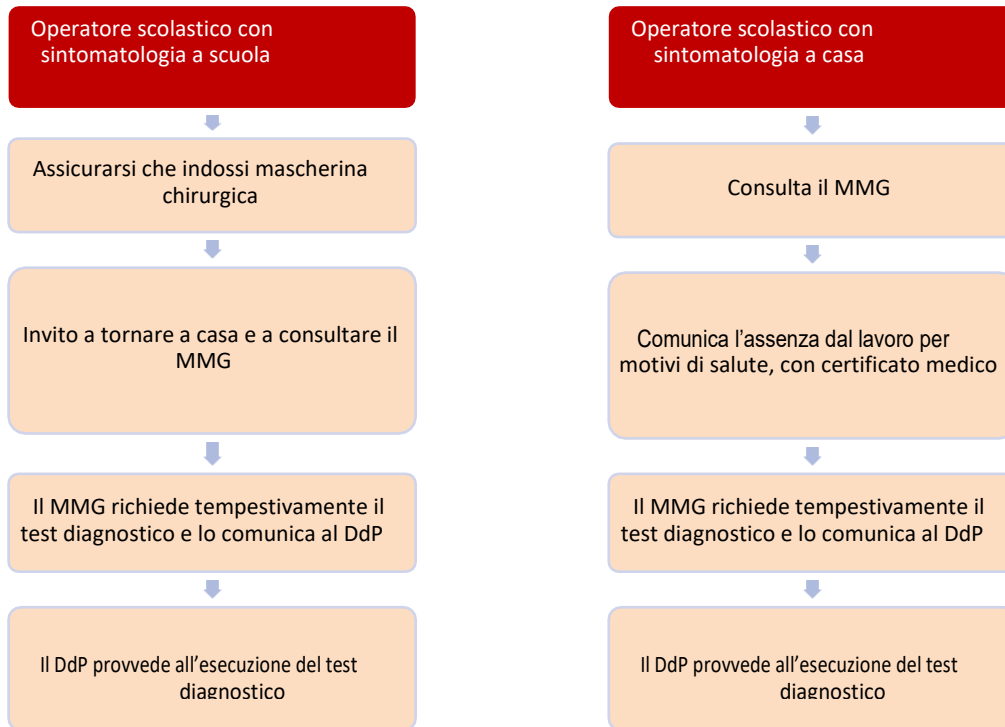 Operatore scolastico con
sintomatologia a scuola
Assicurarsi che indossi mascherina
chirurgica
Invito a tornare a casa e a consultare il
MMG
Il MMG richiede tempestivamente il
test diagnostico e lo comunica al DdP
Il DdP provvede all’esecuzione del test
diagnostico
Operatore scolastico con
sintomatologia a casa
Consulta il MMG
Comunica l’assenza dal lavoro per
motivi di salute, con certificato medico
Il MMG richiede tempestivamente il
test diagnostico e lo comunica al DdP
Il DdP provvede all’esecuzione del test
diagnostico